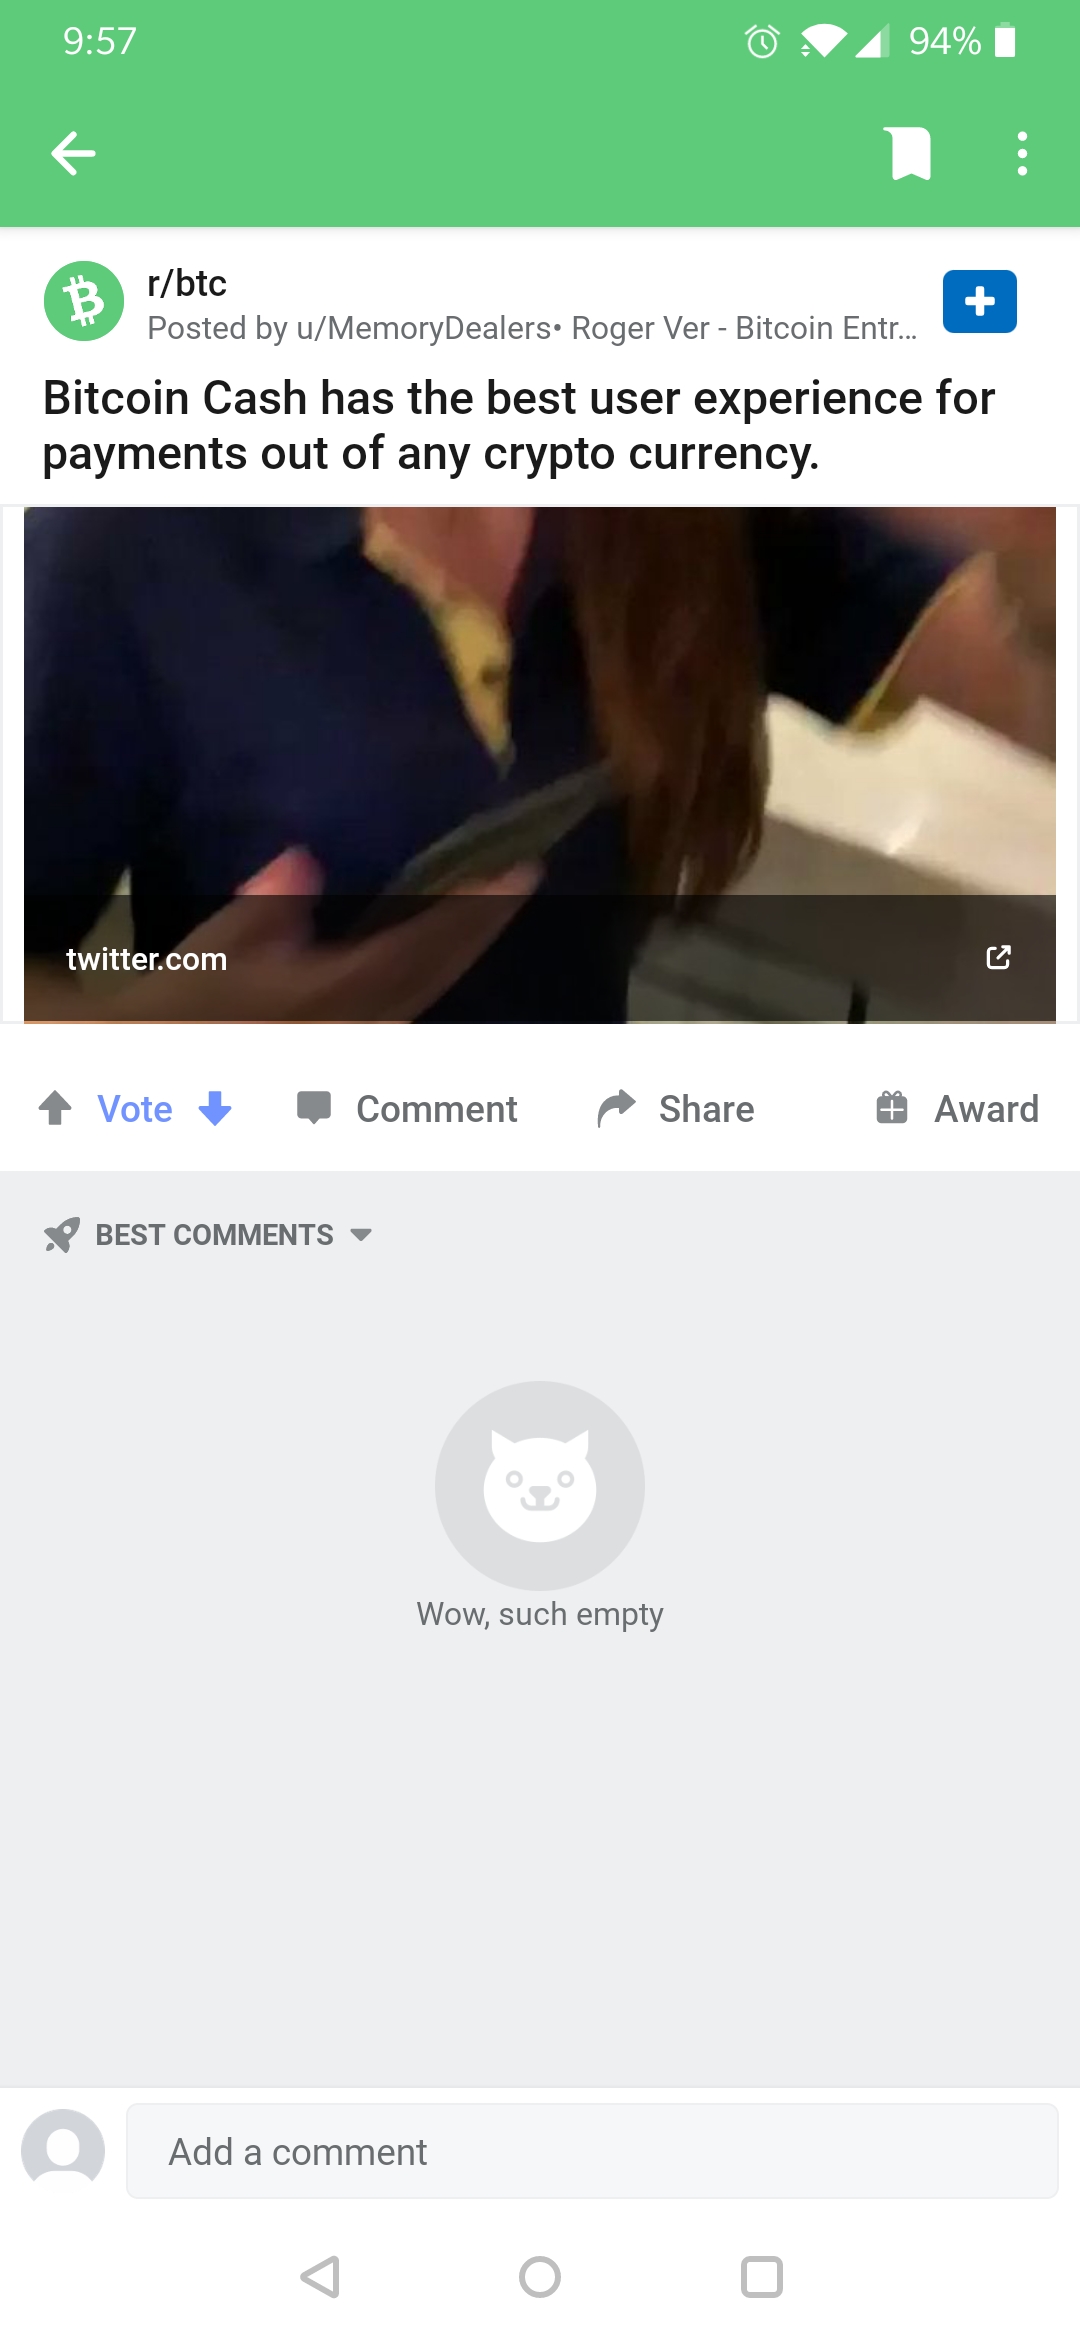 9:57
94%
r/btc
Posted by u/MemoryDealers• Roger Ver - Bitcoin Entr...
Bitcoin Cash has the best user experience for
payments out of any crypto currency.
twitter.com
Vote Comment Share Award
BEST COMMENTS
Wow, such empty
Add a comment